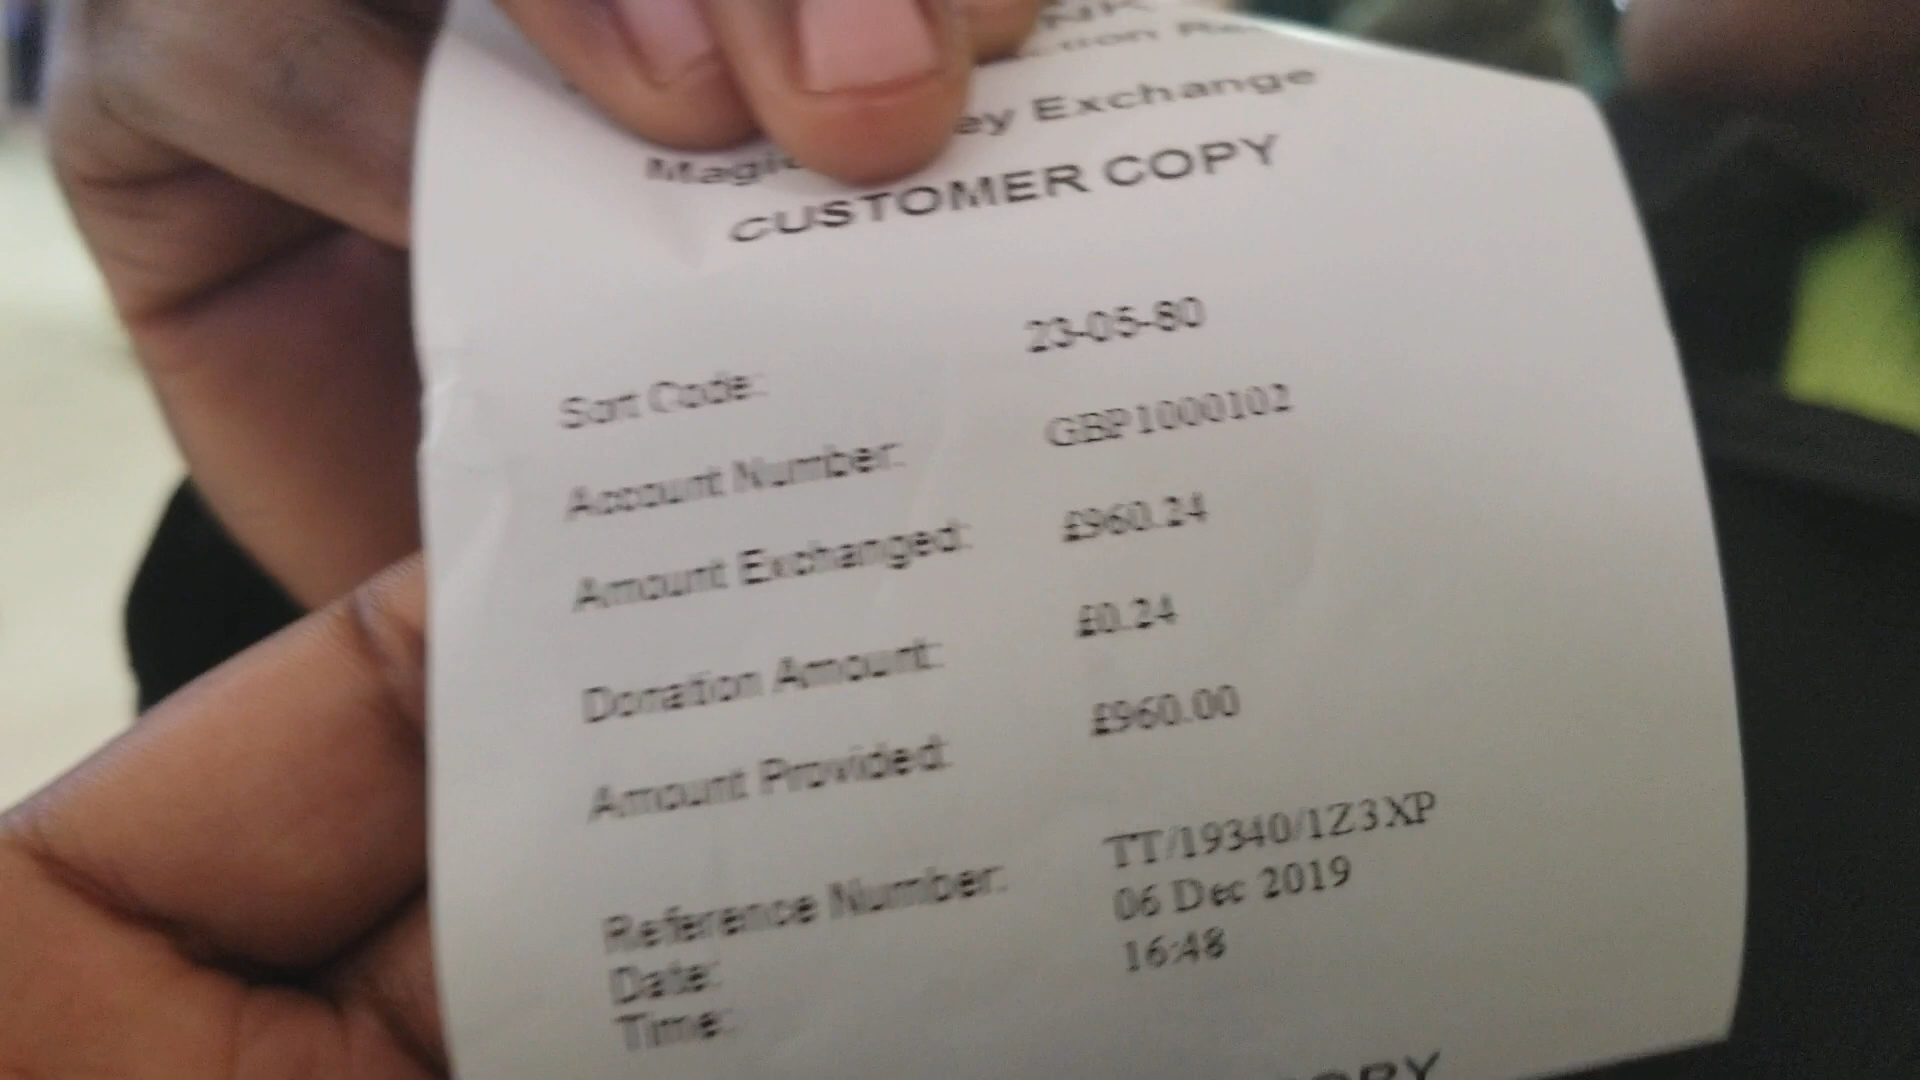 Exchange
CUSTOMER COPY
Sort Code: 23-05-80
Account Number: GBP1000102
Amount Exchanged: £960.24
Donation Amount: £0.24
Amount Provided: £960.00
Reference Number: TT/19340/1Z3XP
Date: 06 Dec 2019
Time: 16:48